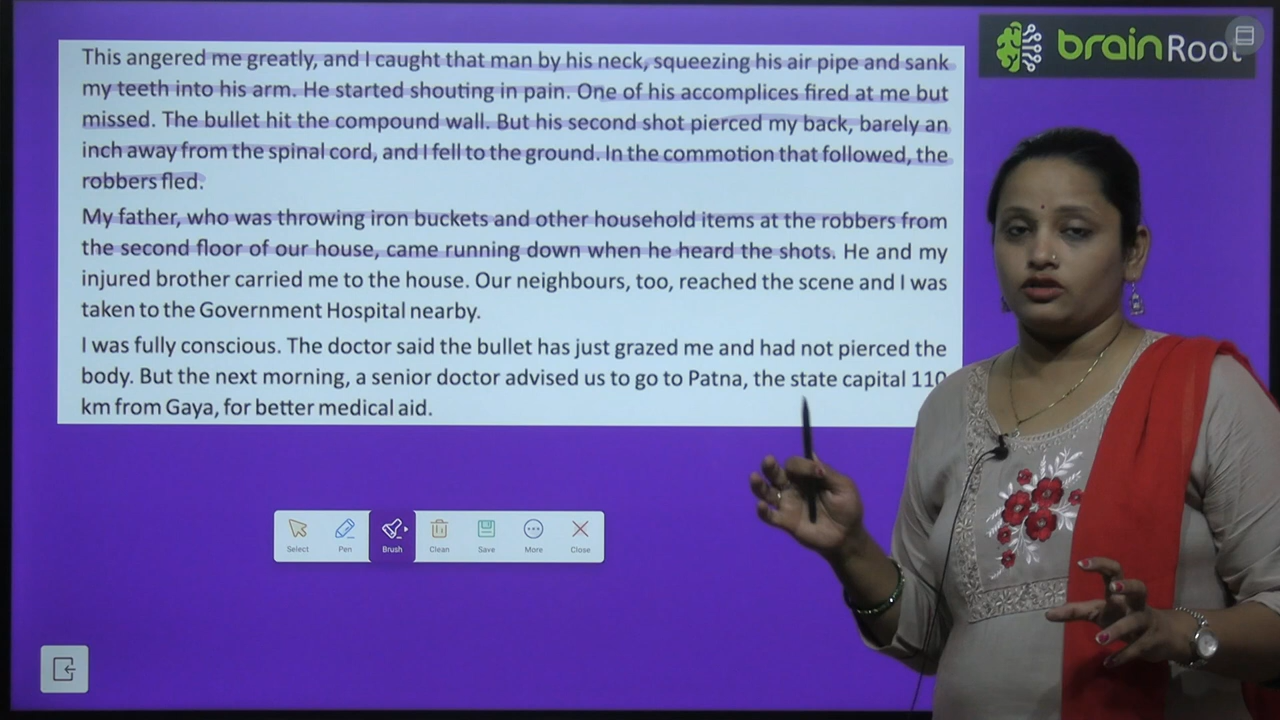 This angered me greatly, and I caught that man by his neck, squeezing his air pipe and sank
my teeth into his arm. He started shouting in pain. One of his accomplices fired at me but
missed. The bullet hit the compound wall. But his second shot pierced my back, barely an
inch away from the spinal cord, and I fell to the ground. In the commotion that followed, the
robbers fled.
My father, who was throwing iron buckets and other household items at the robbers from
the second floor of our house, came running down when he heard the shots. He and my
injured brother carried me to the house. Our neighbours, too, reached the scene and I was
taken to the Government Hospital nearby.
I was fully conscious. The doctor said the bullet has just grazed me and had not pierced the
body. But the next morning, a senior doctor advised us to go to Patna, the state capital 110
km from Gaya, for better medical aid.
brainRoot
Select Pen Brush Clean Save More Close